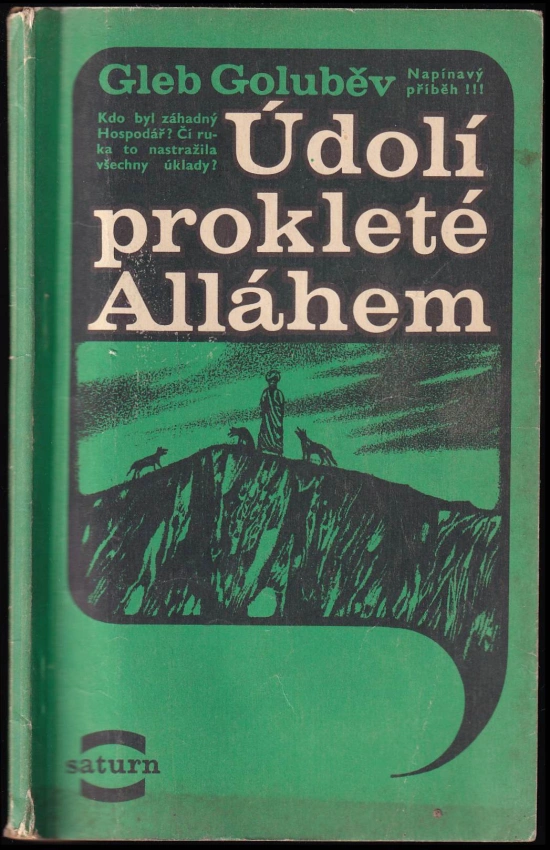 Gleb Goluběv
Napínavý
příběh !!!
Kdo byl záhadný
Hospodář? Čí ru-
ka to nastražila
všechny úklady?
Údolí
prokleté
Alláhem
saturn